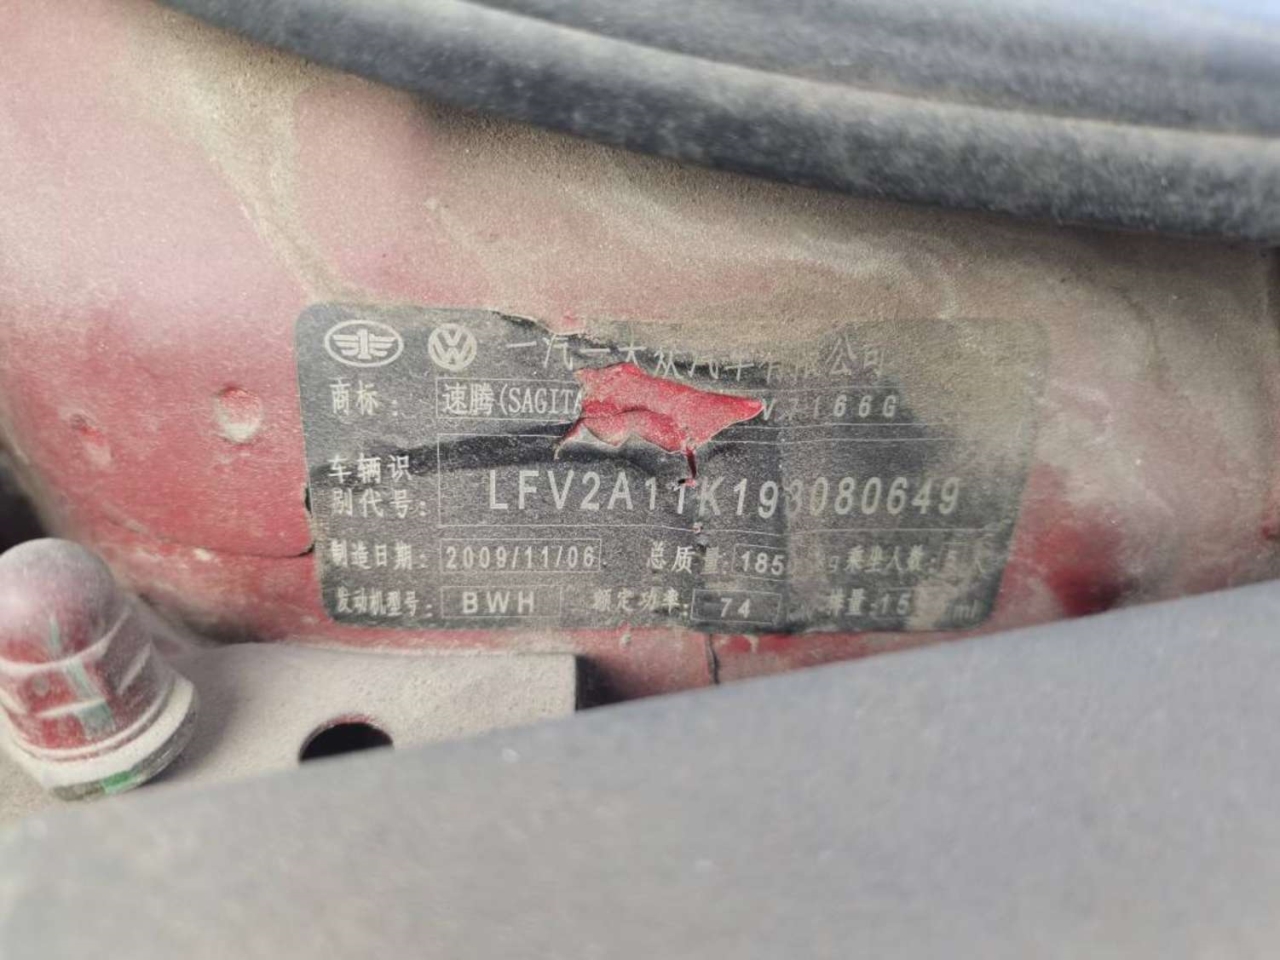 一汽一大众汽车有限公司
商标: 速腾(SAGITA V7166G
车辆识
别代号: LFV2A11K193080649
制造日期: 2009/11/06 总质量: 185 kg 乘坐人数:
发动机型号: BWH 额定功率: 74 排量: 15 ml